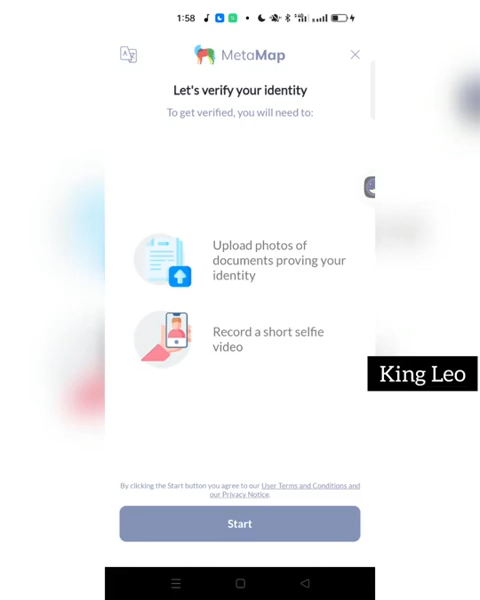 1:58
MetaMap
Let's verify your identity
To get verified, you will need to:
Upload photos of
documents proving your
identity
Record a short selfie
video
King Leo
By clicking the Start button you agree to our User Terms and Conditions and
our Privacy Notice.
Start